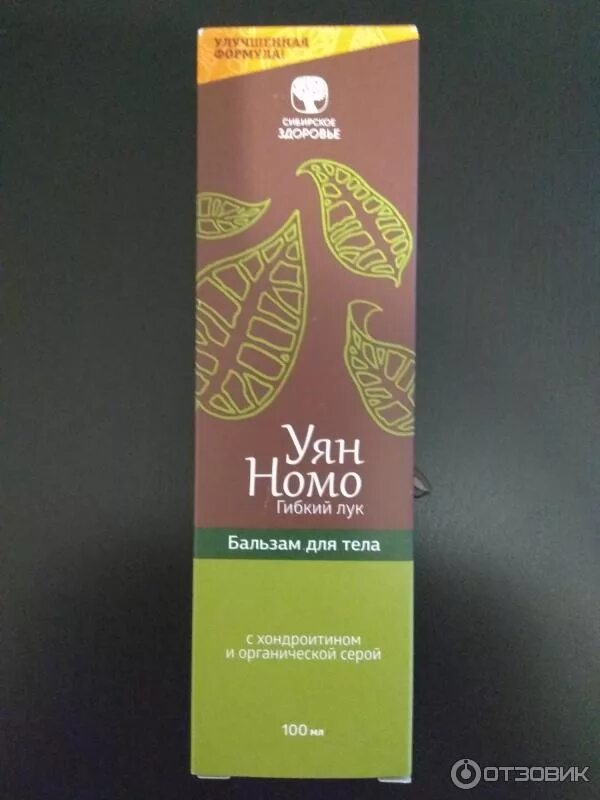 УЛУЧШЕННАЯ
ФОРМУЛА!
СИБИРСКОЕ
ЗДОРОВЬЕ
Уян
Номо
Гибкий лук
Бальзам для тела
с хондроитином
и органической серой
100 мл
ОТЗОВИК